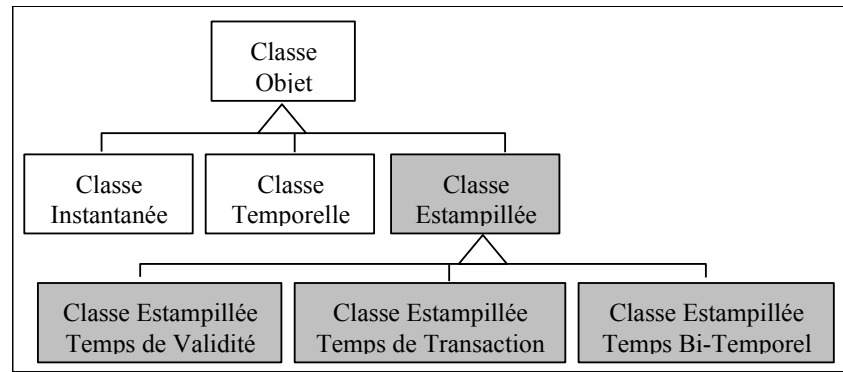 Classe
Objet
Classe
Instantanée
Classe
Temporelle
Classe
Estampillée
Classe Estampillée
Temps de Validité
Classe Estampillée
Temps de Transaction
Classe Estampillée
Temps Bi-Temporel